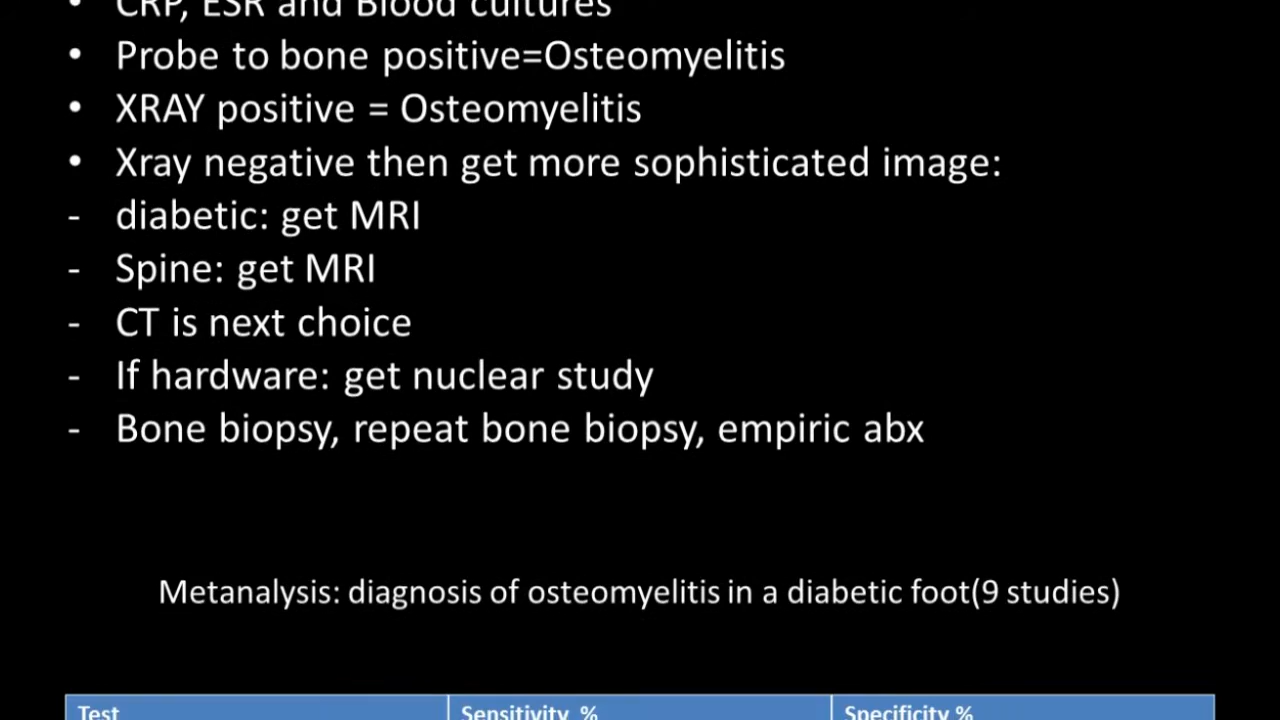 • CRP, ESR and Blood cultures
• Probe to bone positive=Osteomyelitis
• XRAY positive = Osteomyelitis
• Xray negative then get more sophisticated image:
- diabetic: get MRI
- Spine: get MRI
- CT is next choice
- If hardware: get nuclear study
- Bone biopsy, repeat bone biopsy, empiric abx
Metanalysis: diagnosis of osteomyelitis in a diabetic foot(9 studies)
Test Sensitivity, % Specificity %